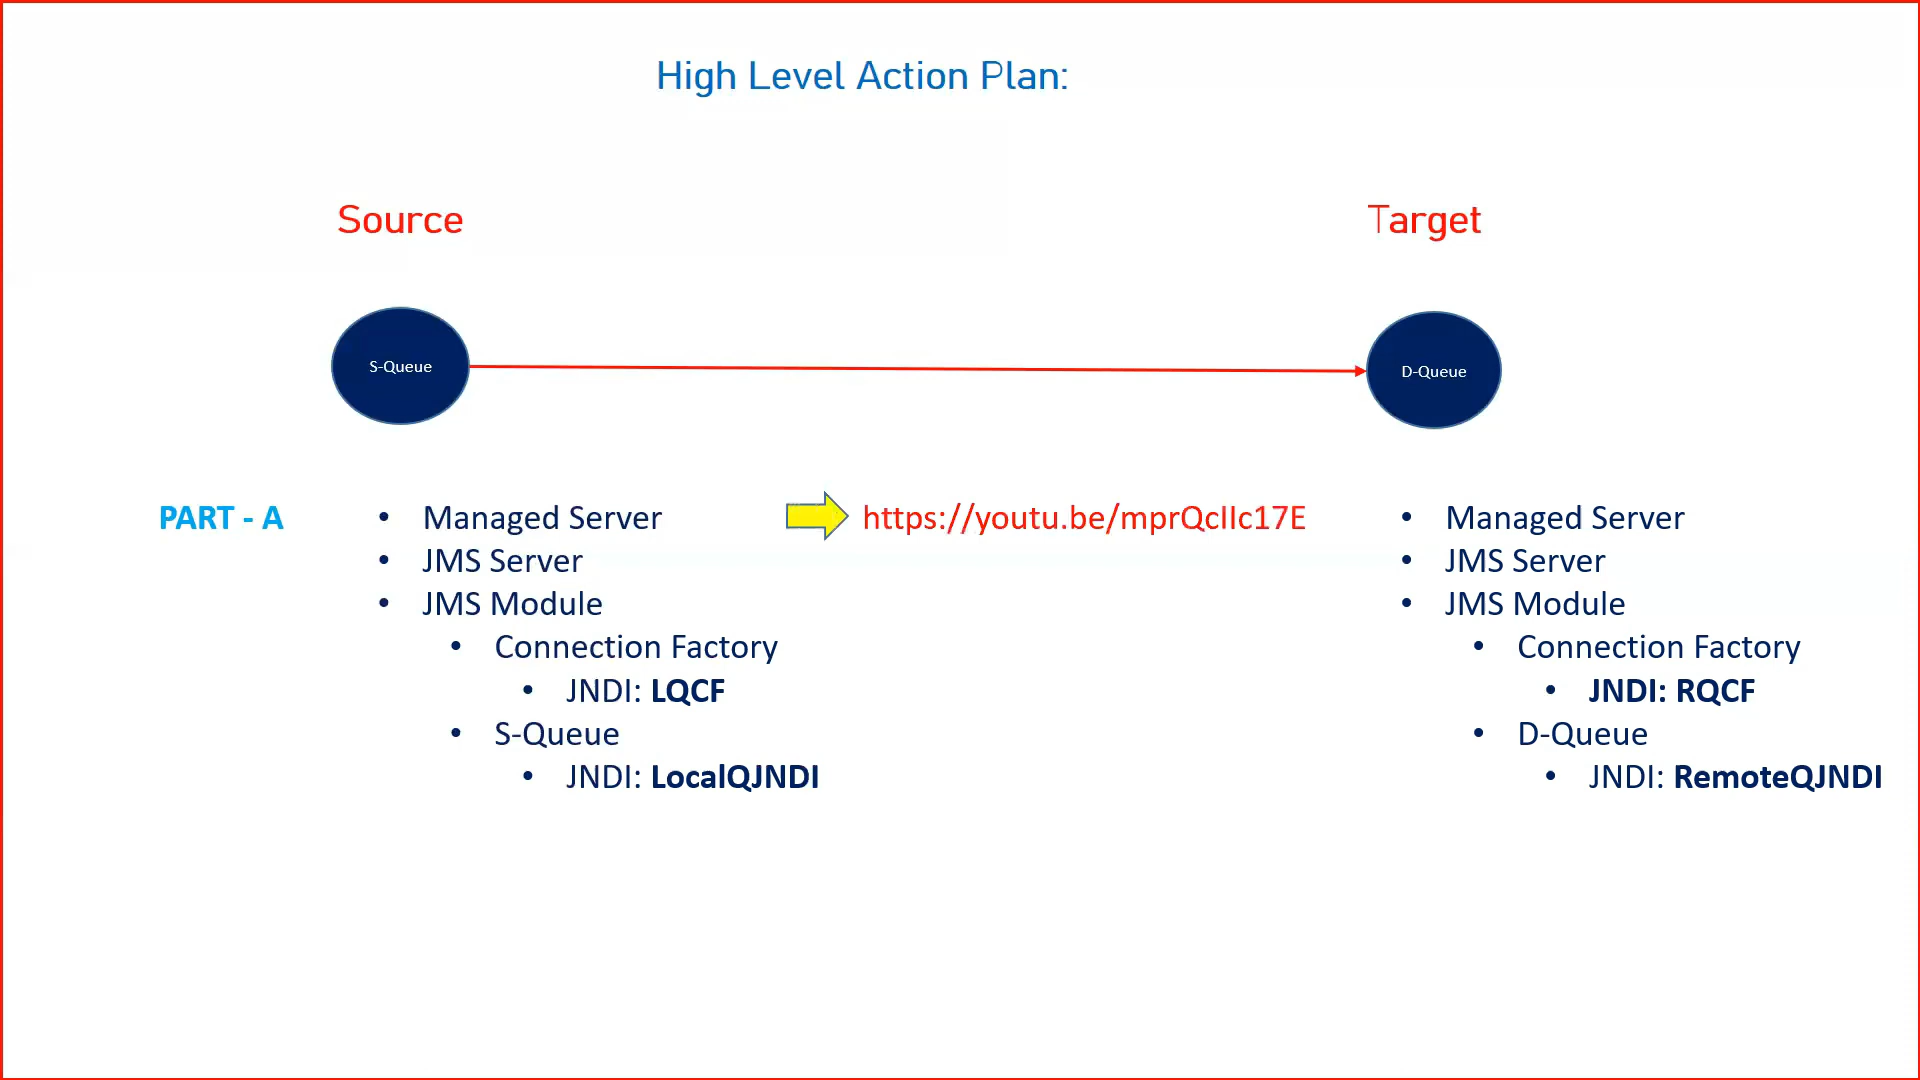 High Level Action Plan:
Source
Target
S-Queue
D-Queue
PART - A
• Managed Server
• JMS Server
• JMS Module
• Connection Factory
• JNDI: LQCF
• S-Queue
• JNDI: LocalQJNDI
https://youtu.be/mprQcIIc17E
• Managed Server
• JMS Server
• JMS Module
• Connection Factory
• JNDI: RQCF
• D-Queue
• JNDI: RemoteQJNDI